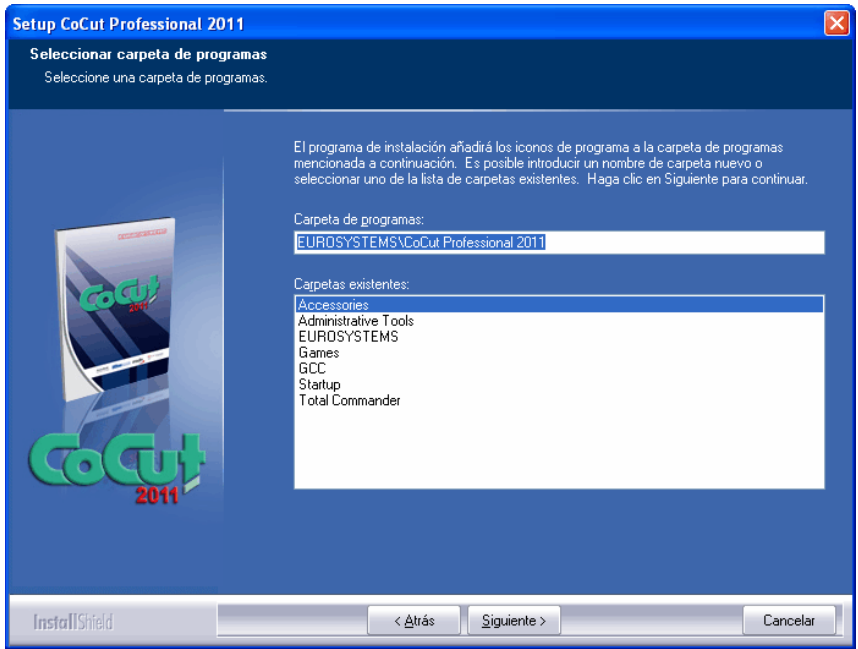 Setup CoCut Professional 2011
Seleccionar carpeta de programas
Seleccione una carpeta de programas.
El programa de instalación añadirá los iconos de programa a la carpeta de programas
mencionada a continuación. Es posible introducir un nombre de carpeta nuevo o
seleccionar uno de la lista de carpetas existentes. Haga clic en Siguiente para continuar.
Carpeta de programas:
EUROSYSTEMS\CoCut Professional 2011
Carpetas existentes:
Accessories
Administrative Tools
EUROSYSTEMS
Games
GCC
Startup
Total Commander
CoCut
2011
CoCut
2011
InstallShield
< Atrás
Siguiente >
Cancelar